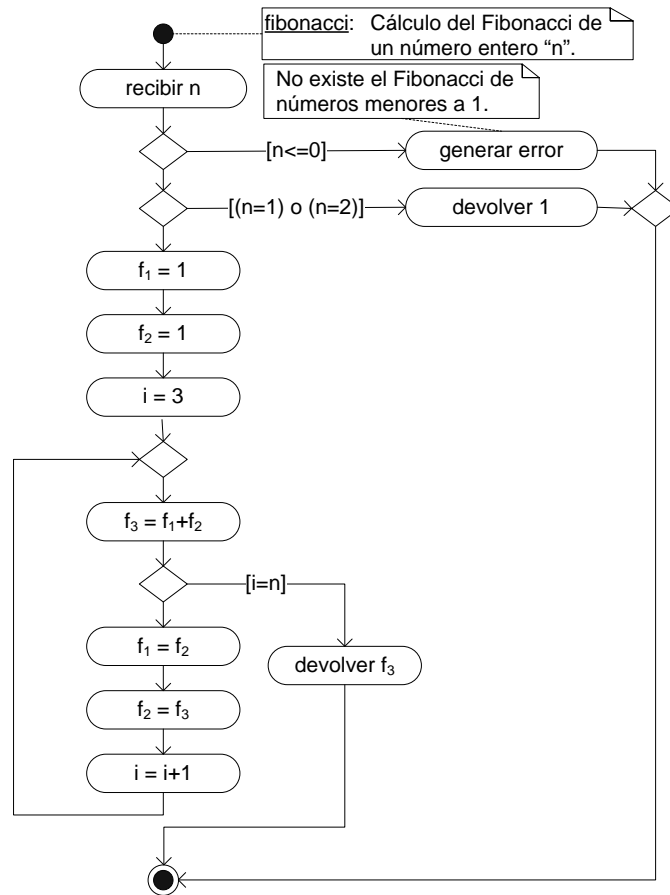 fibonacci: Cálculo del Fibonacci de
un número entero “n”.
recibir n
No existe el Fibonacci de
números menores a 1.
[n<=0]
generar error
[(n=1) o (n=2)]
devolver 1
f₁ = 1
f₂ = 1
i = 3
f₃ = f₁+f₂
[i=n]
f₁ = f₂
devolver f₃
f₂ = f₃
i = i+1